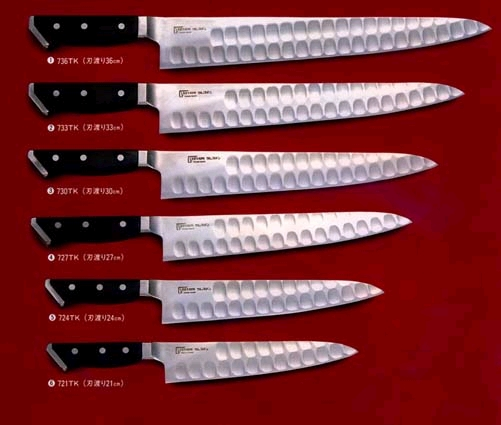 ❶ 736TK (刃渡り36cm)
❷ 733TK (刃渡り33cm)
❸ 730TK (刃渡り30cm)
❹ 727TK (刃渡り27cm)
❺ 724TK (刃渡り24cm)
❻ 721TK (刃渡り21cm)